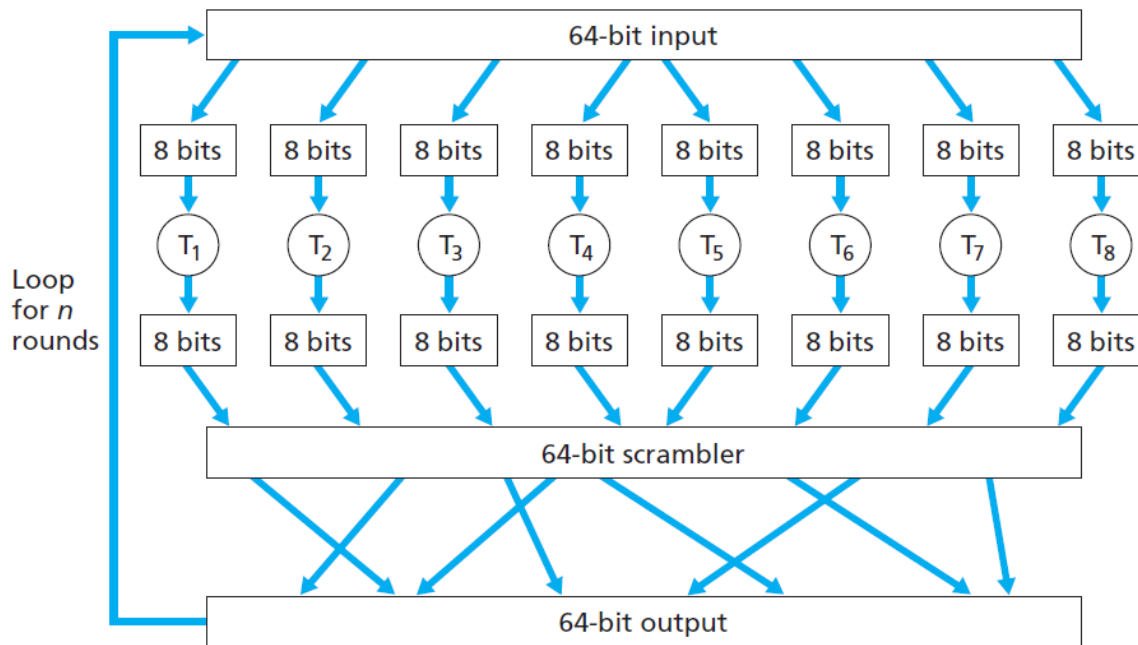 64-bit input
8 bits 8 bits 8 bits 8 bits 8 bits 8 bits 8 bits 8 bits
T1 T2 T3 T4 T5 T6 T7 T8
Loop
for n
rounds
8 bits 8 bits 8 bits 8 bits 8 bits 8 bits 8 bits 8 bits
64-bit scrambler
64-bit output